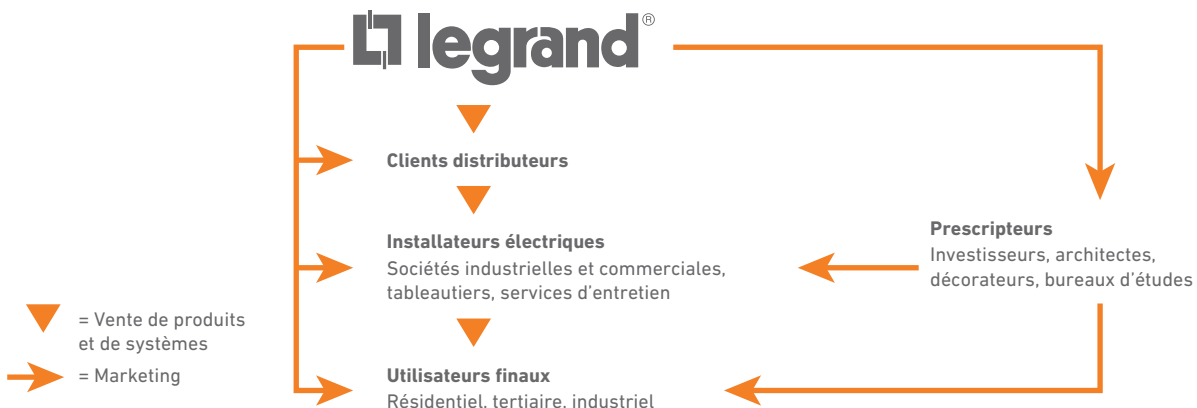 legrand®
Clients distributeurs
Installateurs électriques
Sociétés industrielles et commerciales,
tableautiers, services d'entretien
Prescripteurs
Investisseurs, architectes,
décorateurs, bureaux d'études
= Vente de produits
et de systèmes
= Marketing
Utilisateurs finaux
Résidentiel, tertiaire, industriel